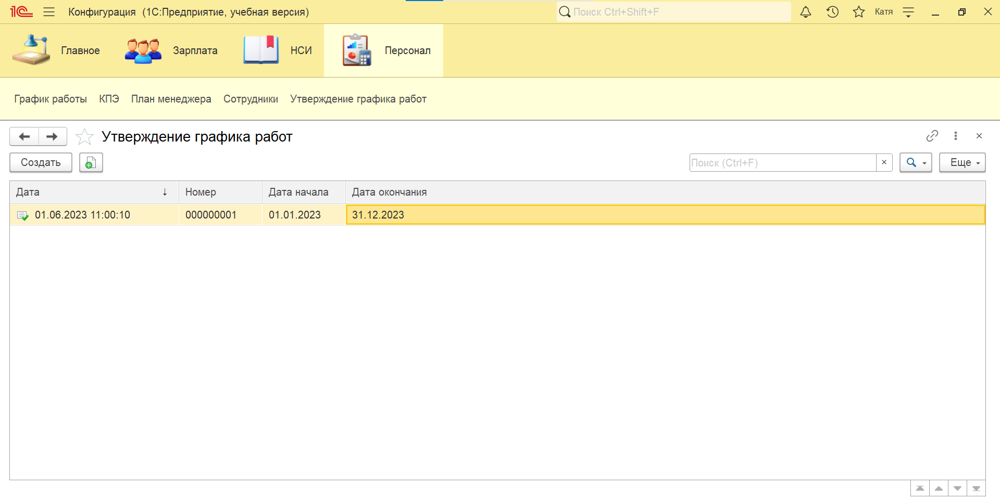 1С Конфигурация (1С:Предприятие, учебная версия) Поиск Ctrl+Shift+F Катя
Главное Зарплата НСИ Персонал
График работы КПЭ План менеджера Сотрудники Утверждение графика работ
Утверждение графика работ
Создать Поиск (Ctrl+F) × Еще
Дата ↓ Номер Дата начала Дата окончания
01.06.2023 11:00:10 000000001 01.01.2023 31.12.2023